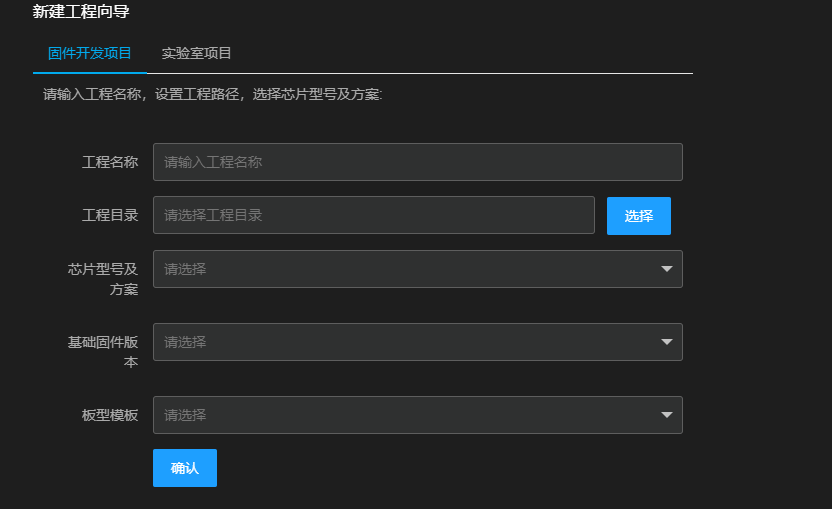 新建工程向导
固件开发项目 实验室项目
请输入工程名称，设置工程路径，选择芯片型号及方案:
工程名称 请输入工程名称
工程目录 请选择工程目录 选择
芯片型号及 请选择
方案
基础固件版 请选择
本
板型模板 请选择
确认